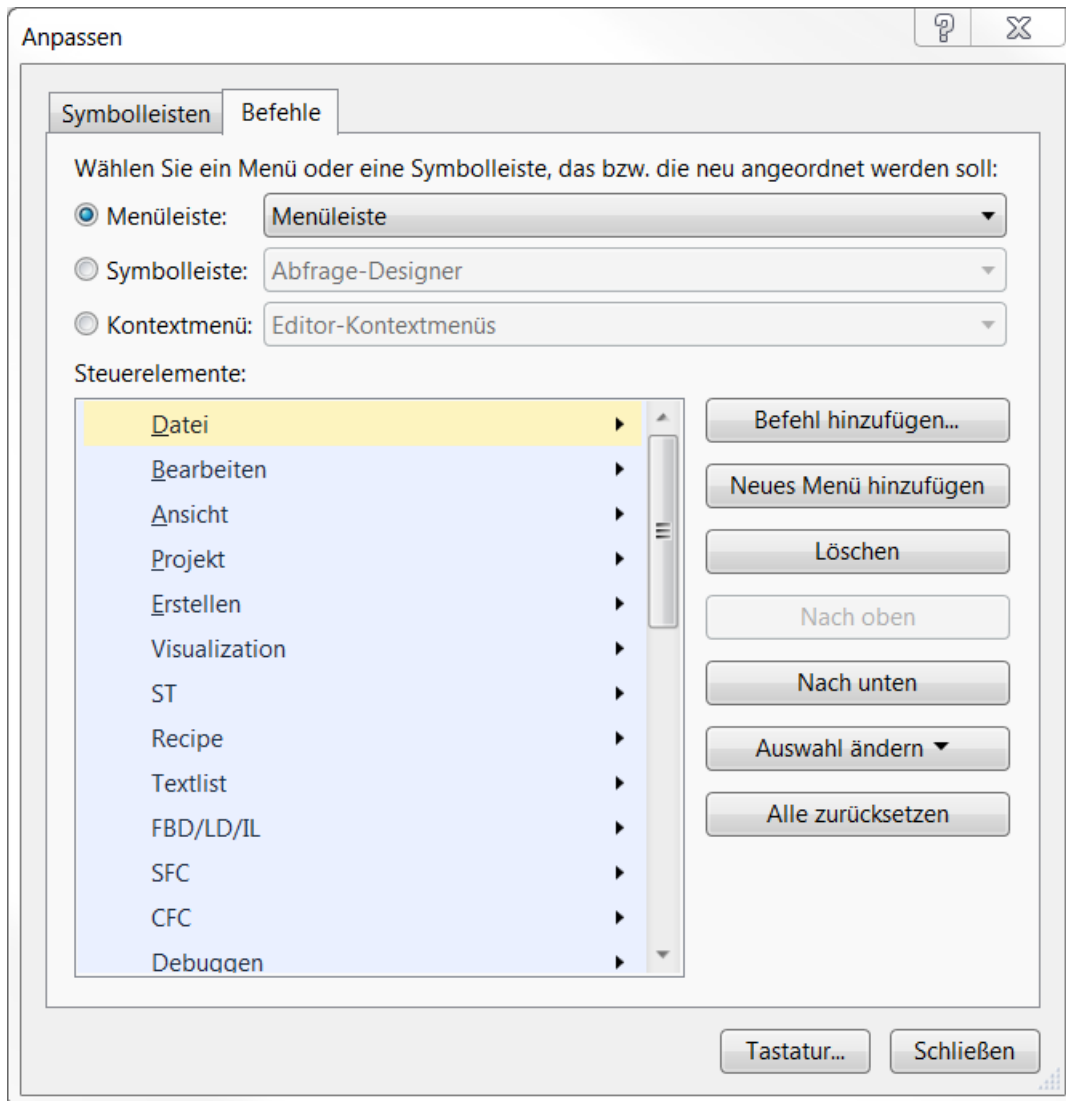 Anpassen
Symbolleisten
Befehle
Wählen Sie ein Menü oder eine Symbolleiste, das bzw. die neu angeordnet werden soll:
Menüleiste: Menüleiste
Symbolleiste: Abfrage-Designer
Kontextmenü: Editor-Kontextmenüs
Steuerelemente:
Datei
Bearbeiten
Ansicht
Projekt
Erstellen
Visualization
ST
Recipe
Textlist
FBD/LD/IL
SFC
CFC
Debuggen
Befehl hinzufügen...
Neues Menü hinzufügen
Löschen
Nach oben
Nach unten
Auswahl ändern
Alle zurücksetzen
Tastatur...
Schließen